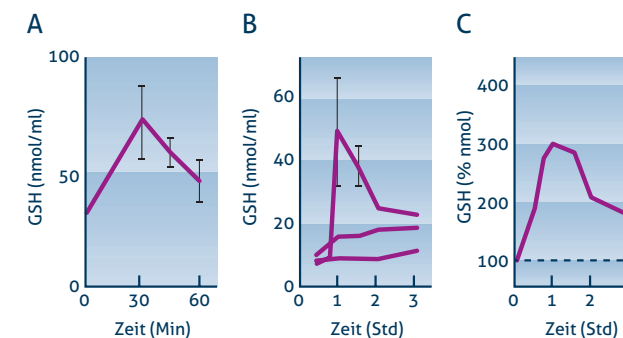 A
GSH (nmol/ml)
100
50
0
0 30 60
Zeit (Min)
B
GSH (nmol/ml)
60
40
20
0
0 1 2 3
Zeit (Std)
C
GSH (% nmol)
400
300
200
100
0 1 2
Zeit (Std)